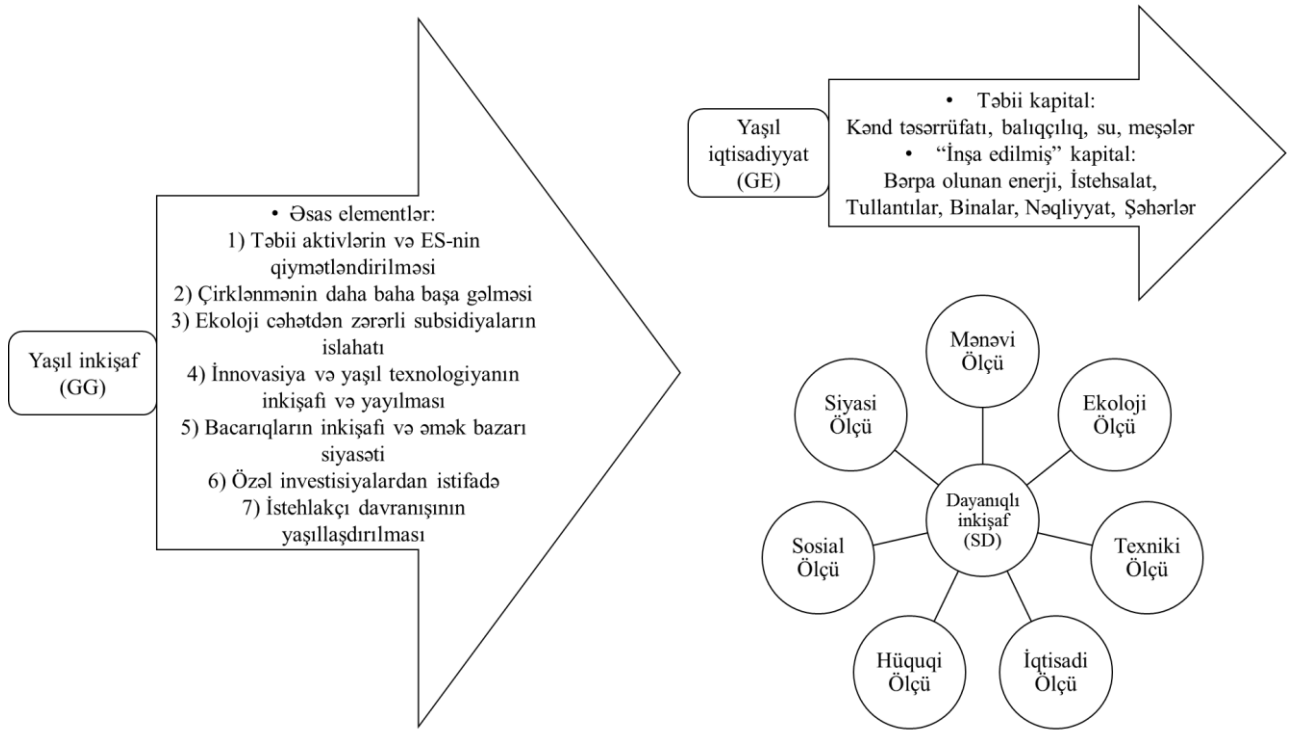 Yaşıl inkişaf
(GG)
• Əsas elementlər:
1) Təbii aktivlərin və ES-nin
qiymətləndirilməsi
2) Çirklənmənin daha baha başa gəlməsi
3) Ekoloji cəhətdən zərərli subsidiyaların
islahatı
4) İnnovasiya və yaşıl texnologiyanın
inkişafı və yayılması
5) Bacarıqların inkişafı və əmək bazarı
siyasəti
6) Özəl investisiyalardan istifadə
7) İstehlakçı davranışının
yaşıllaşdırılması
Yaşıl
iqtisadiyyat
(GE)
• Təbii kapital:
Kənd təsərrüfatı, balıqçılıq, su, meşələr
• “İnşa edilmiş” kapital:
Bərpa olunan enerji, İstehsalat,
Tullantılar, Binalar, Nəqliyyat, Şəhərlər
Mənəvi
Ölçü
Ekoloji
Ölçü
Texniki
Ölçü
İqtisadi
Ölçü
Hüquqi
Ölçü
Sosial
Ölçü
Siyasi
Ölçü
Dayanıqlı
inkişaf
(SD)